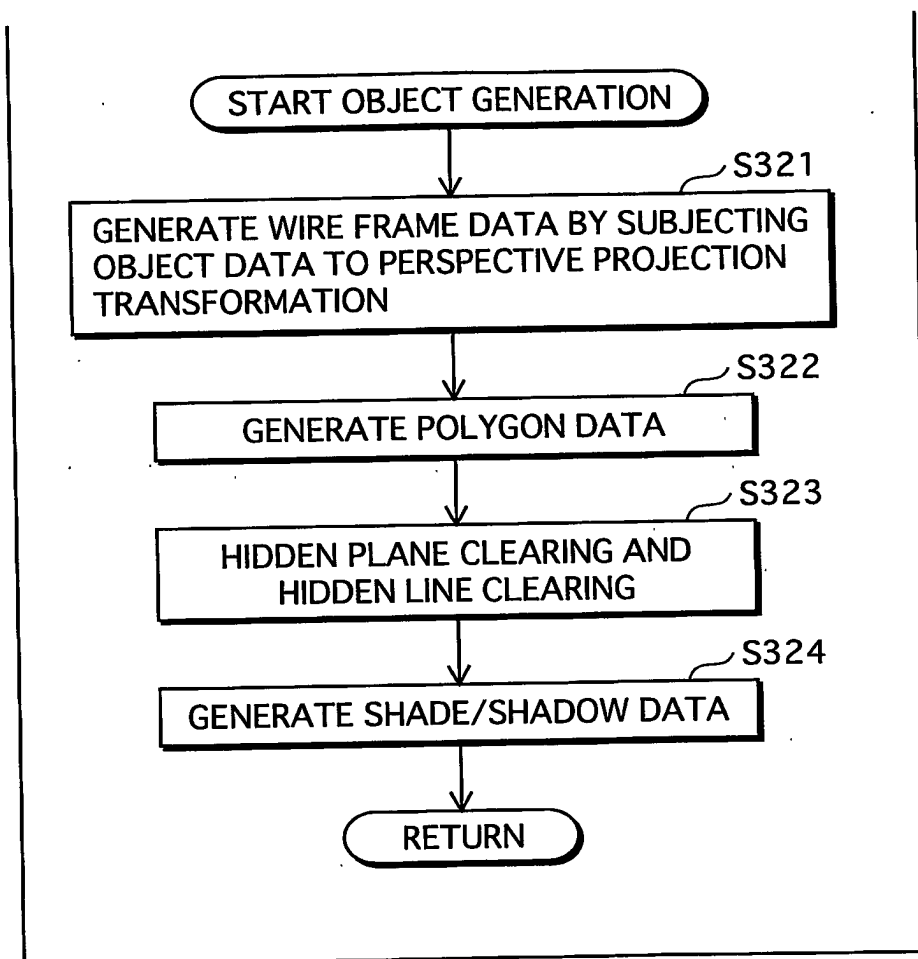 START OBJECT GENERATION
S321
GENERATE WIRE FRAME DATA BY SUBJECTING
OBJECT DATA TO PERSPECTIVE PROJECTION
TRANSFORMATION
S322
GENERATE POLYGON DATA
S323
HIDDEN PLANE CLEARING AND
HIDDEN LINE CLEARING
S324
GENERATE SHADE/SHADOW DATA
RETURN